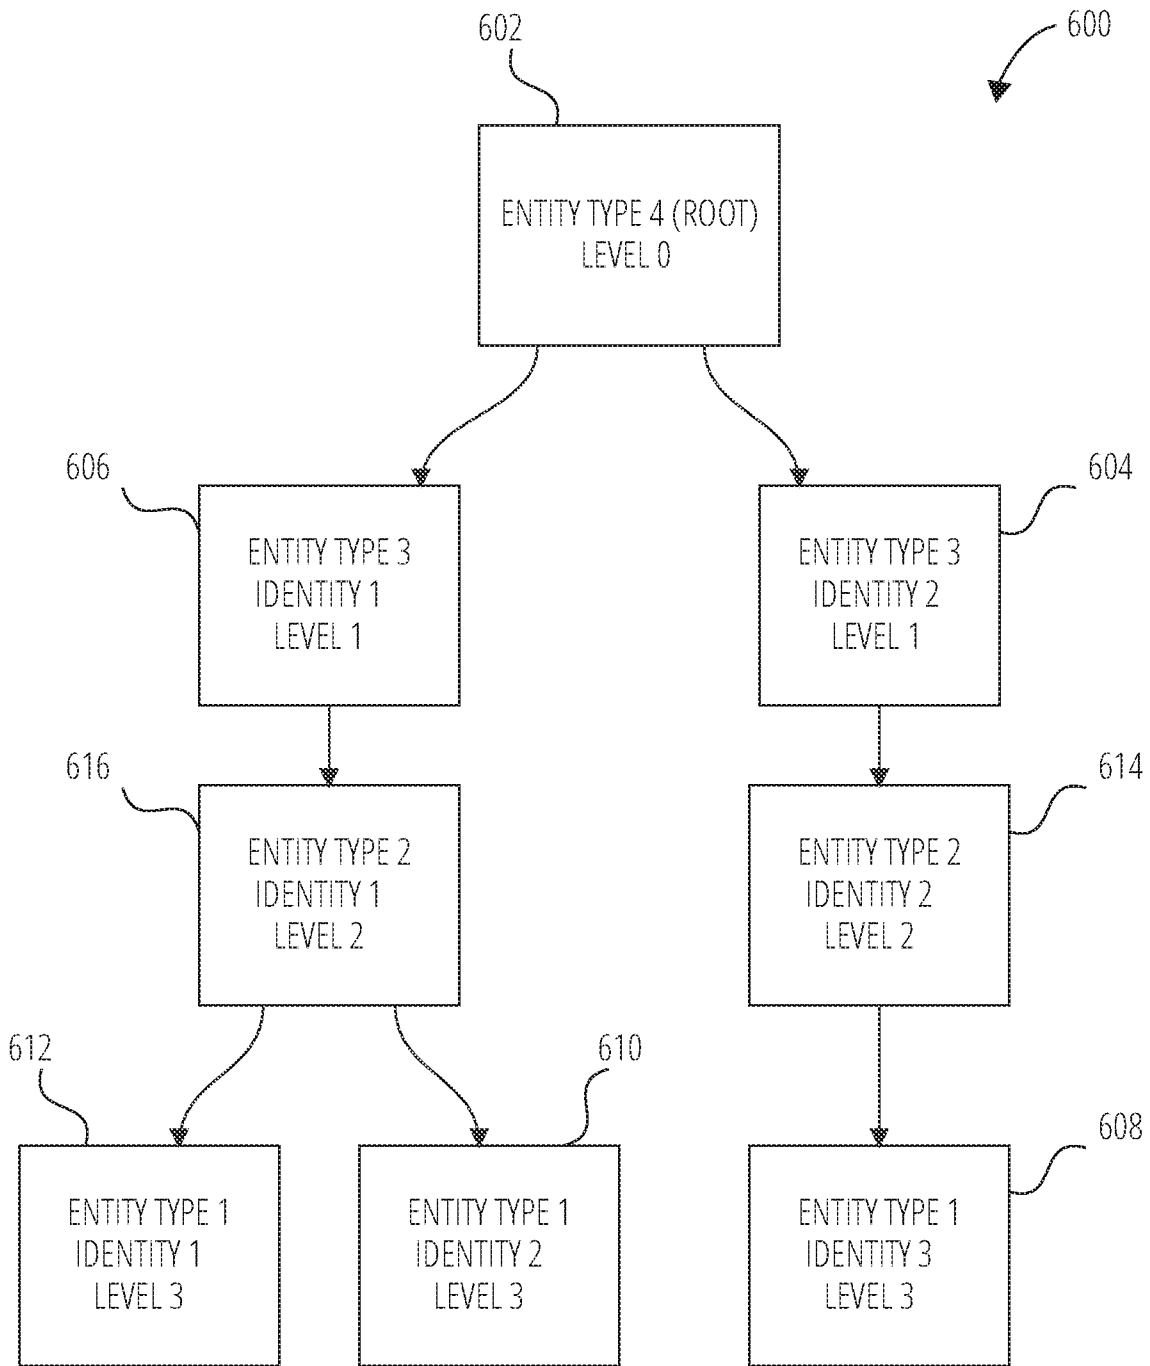 602
600
ENTITY TYPE 4 (ROOT)
LEVEL 0
606
604
ENTITY TYPE 3
IDENTITY 1
LEVEL 1
ENTITY TYPE 3
IDENTITY 2
LEVEL 1
616
614
ENTITY TYPE 2
IDENTITY 1
LEVEL 2
ENTITY TYPE 2
IDENTITY 2
LEVEL 2
612
610
608
ENTITY TYPE 1
IDENTITY 1
LEVEL 3
ENTITY TYPE 1
IDENTITY 2
LEVEL 3
ENTITY TYPE 1
IDENTITY 3
LEVEL 3